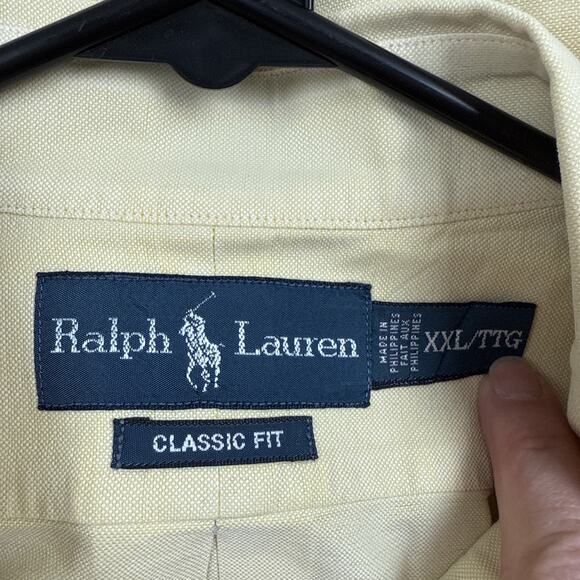 Ralph Lauren
MADE IN
PHILIPPINES
FAIT AUX
PHILIPPINES
XXL/TTG
CLASSIC FIT